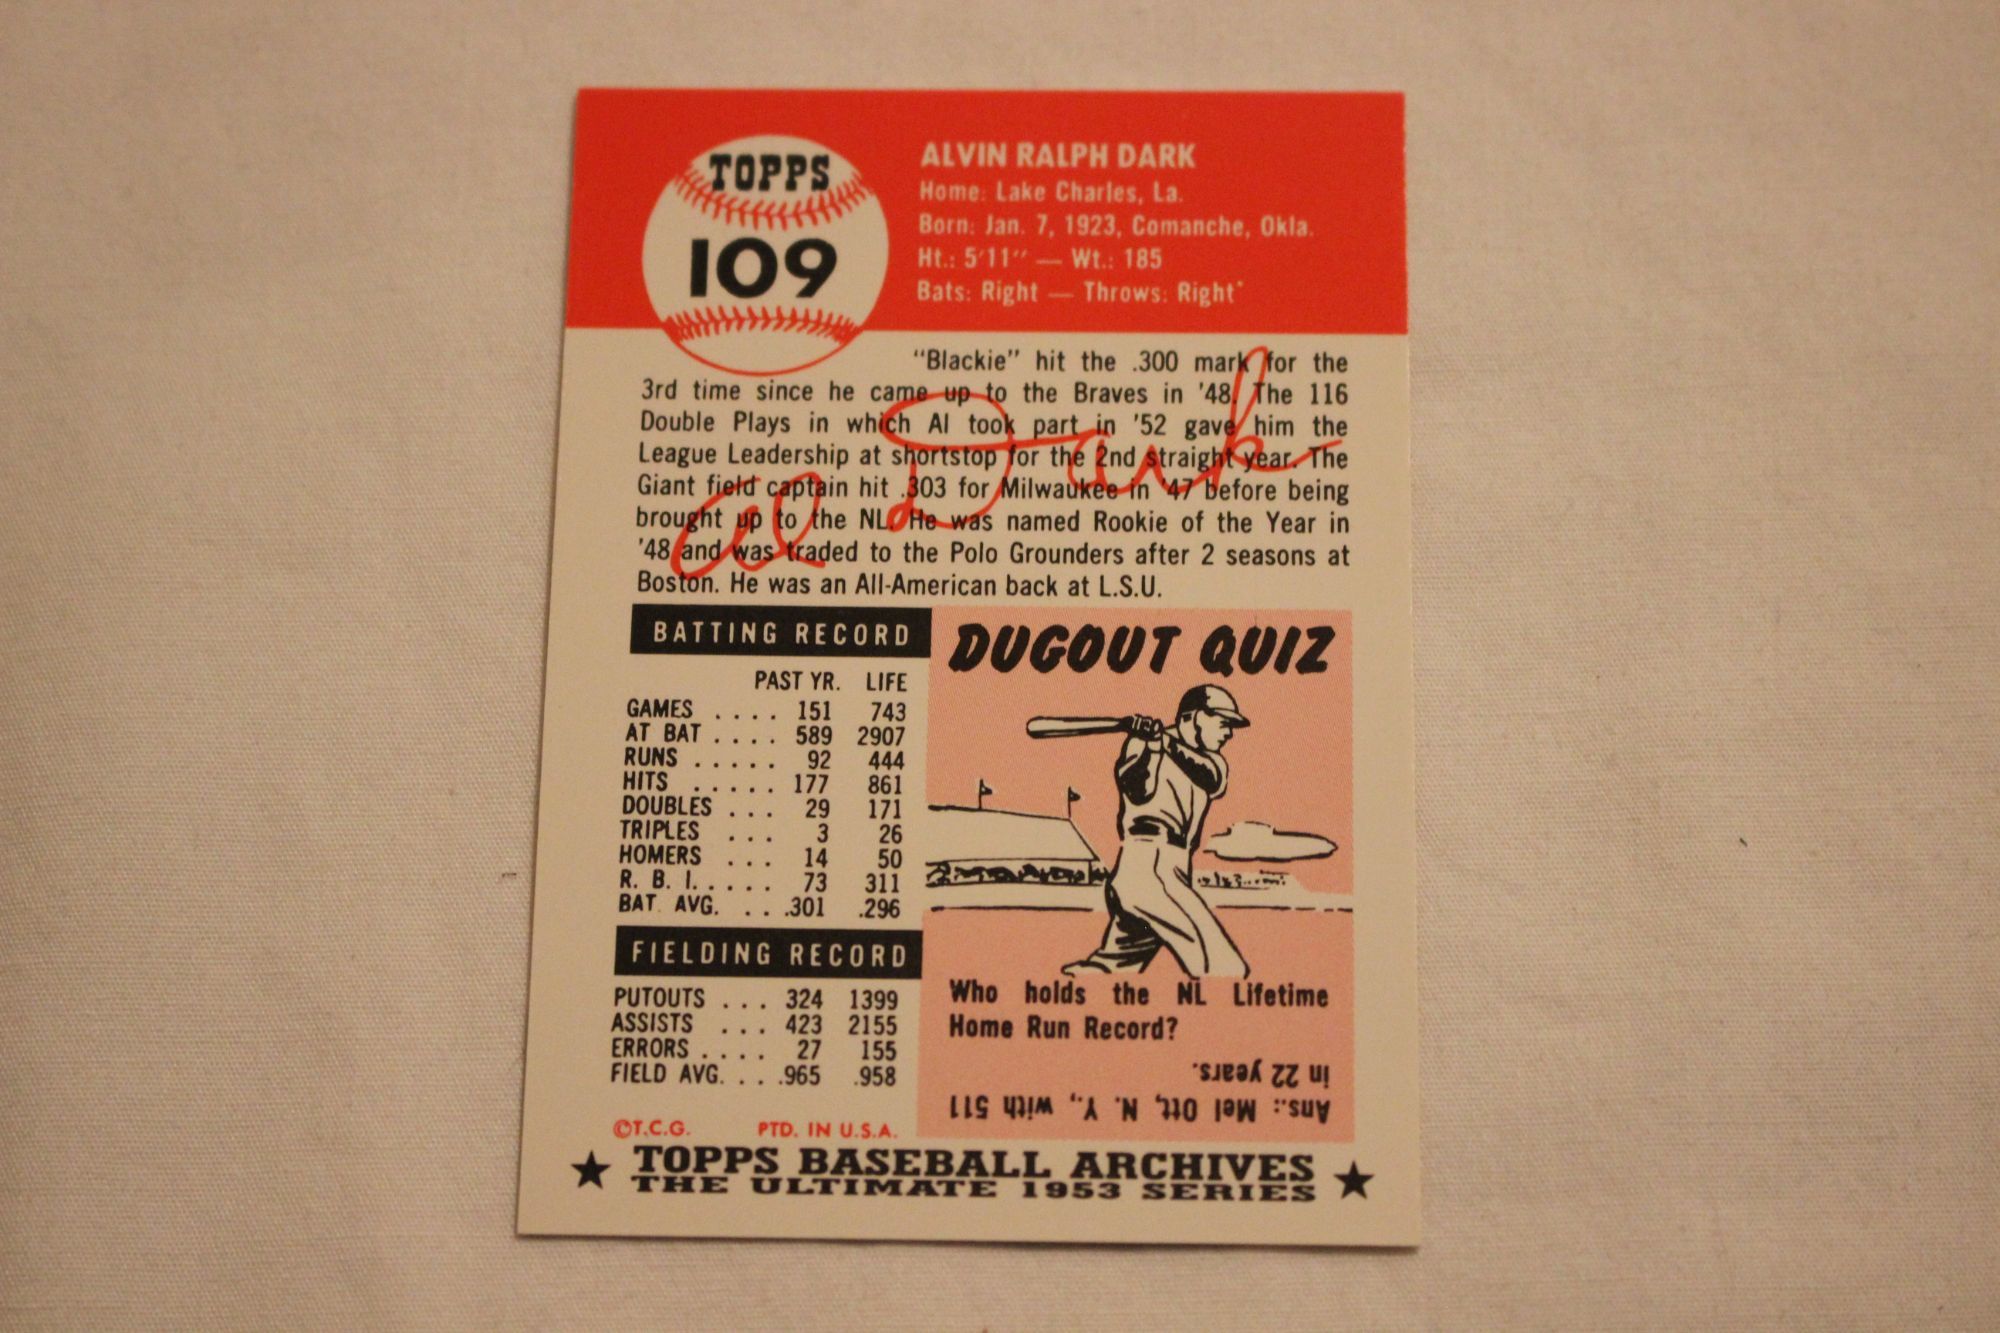 TOPPS
109
ALVIN RALPH DARK
Home: Lake Charles, La.
Born: Jan. 7, 1923, Comanche, Okla.
Ht.: 5'11" — Wt.: 185
Bats: Right — Throws: Right
"Blackie" hit the .300 mark for the
3rd time since he came up to the Braves in '48. The 116
Double Plays in which Al took part in '52 gave him the
League Leadership at shortstop for the 2nd straight year. The
Giant field captain hit .303 for Milwaukee in '47 before being
brought up to the NL. He was named Rookie of the Year in
'48 and was traded to the Polo Grounders after 2 seasons at
Boston. He was an All-American back at L.S.U.
Al Dark
BATTING RECORD
PAST YR. LIFE
GAMES .... 151 743
AT BAT .... 589 2907
RUNS ..... 92 444
HITS ..... 177 861
DOUBLES ... 29 171
TRIPLES ... 3 26
HOMERS ... 14 50
R. B. I. .... 73 311
BAT. AVG. ... .301 .296
FIELDING RECORD
PUTOUTS ... 324 1399
ASSISTS ... 423 2155
ERRORS .... 27 155
FIELD AVG. ... .965 .958
©T.C.G. PTD. IN U.S.A.
DUGOUT QUIZ
Who holds the NL Lifetime
Home Run Record?
Ans.: Mel Ott, N. Y., with 511
in 22 years.
★ TOPPS BASEBALL ARCHIVES ★
THE ULTIMATE 1953 SERIES